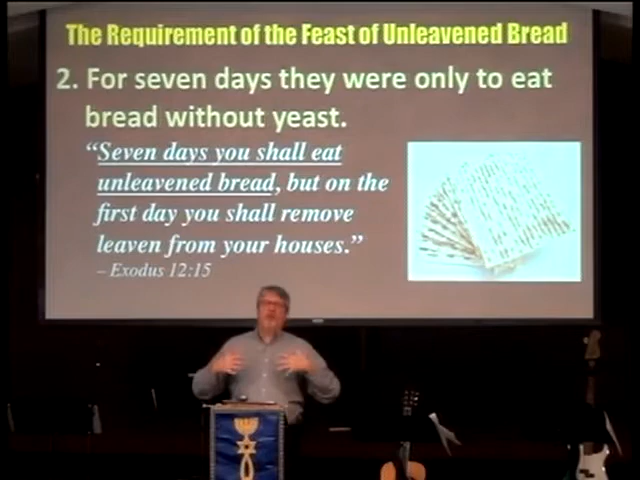 The Requirement of the Feast of Unleavened Bread
2. For seven days they were only to eat
bread without yeast.
“Seven days you shall eat
unleavened bread, but on the
first day you shall remove
leaven from your houses.”
– Exodus 12:15